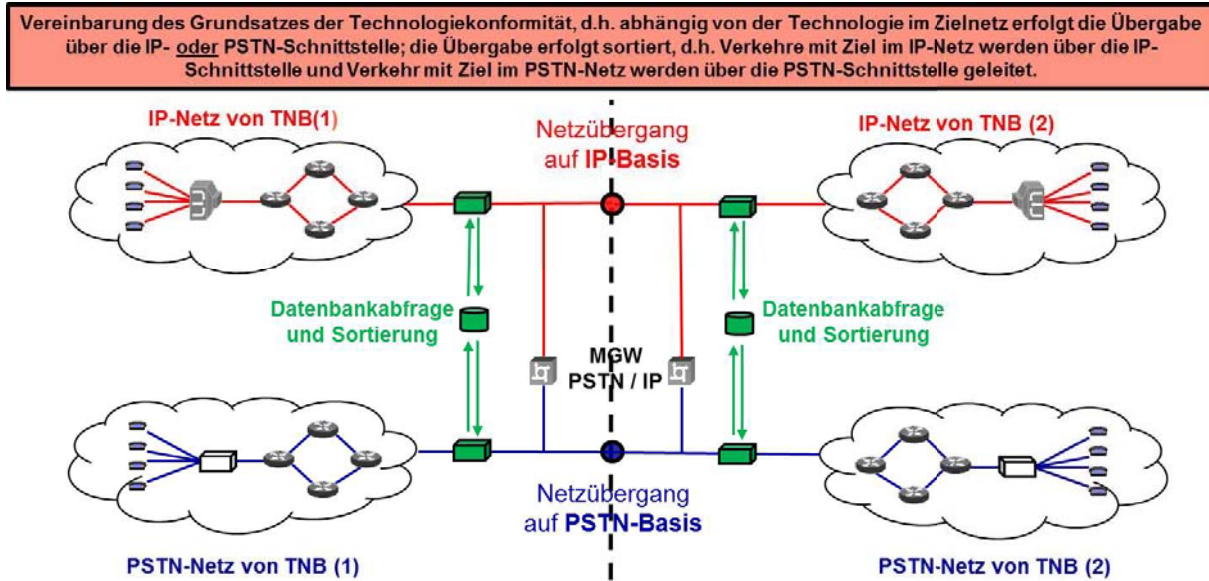 Vereinbarung des Grundsatzes der Technologiekonformität, d.h. abhängig von der Technologie im Zielnetz erfolgt die Übergabe
über die IP- oder PSTN-Schnittstelle; die Übergabe erfolgt sortiert, d.h. Verkehre mit Ziel im IP-Netz werden über die IP-
Schnittstelle und Verkehr mit Ziel im PSTN-Netz werden über die PSTN-Schnittstelle geleitet.
IP-Netz von TNB(1)
Netzübergang
auf IP-Basis
IP-Netz von TNB (2)
Datenbankabfrage
und Sortierung
Datenbankabfrage
und Sortierung
MGW
PSTN / IP
Netzübergang
auf PSTN-Basis
PSTN-Netz von TNB (1)
PSTN-Netz von TNB (2)